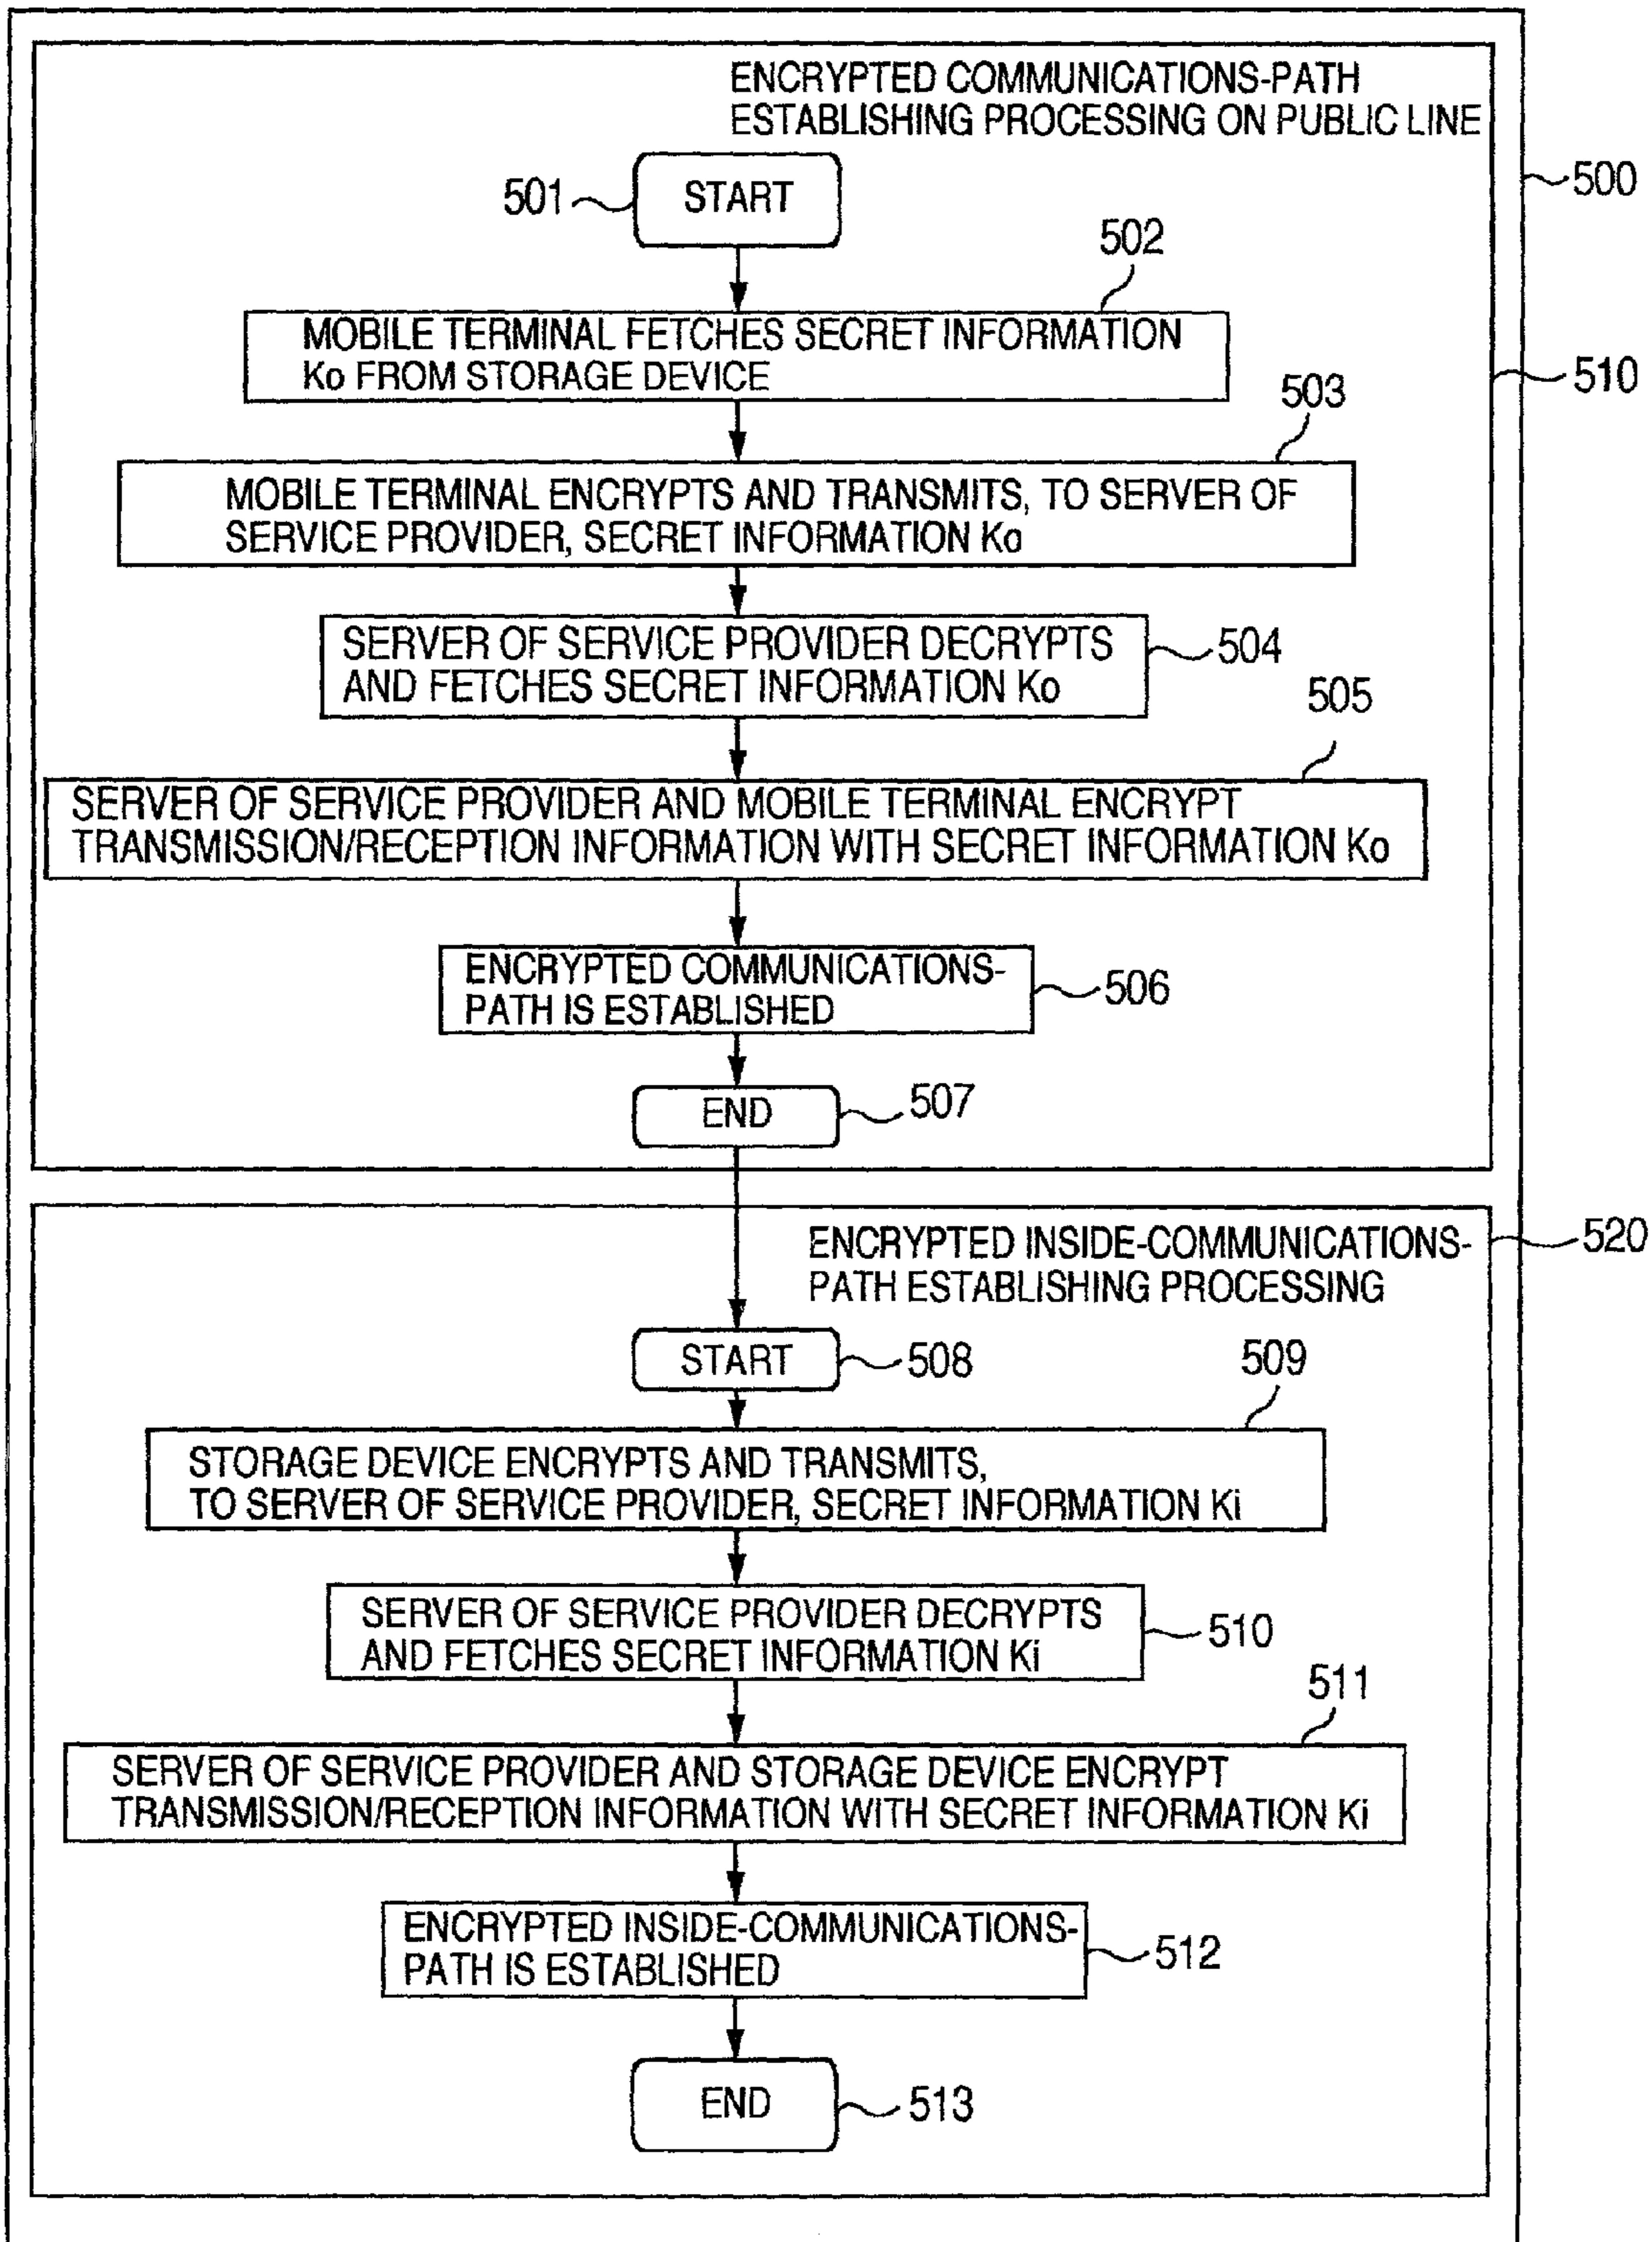 ENCRYPTED COMMUNICATIONS-PATH
ESTABLISHING PROCESSING ON PUBLIC LINE
500
501
START
502
MOBILE TERMINAL FETCHES SECRET INFORMATION
Ko FROM STORAGE DEVICE
510
503
MOBILE TERMINAL ENCRYPTS AND TRANSMITS, TO SERVER OF
SERVICE PROVIDER, SECRET INFORMATION Ko
SERVER OF SERVICE PROVIDER DECRYPTS
AND FETCHES SECRET INFORMATION Ko
504
505
SERVER OF SERVICE PROVIDER AND MOBILE TERMINAL ENCRYPT
TRANSMISSION/RECEPTION INFORMATION WITH SECRET INFORMATION Ko
ENCRYPTED COMMUNICATIONS-
PATH IS ESTABLISHED
506
END
507
ENCRYPTED INSIDE-COMMUNICATIONS-
PATH ESTABLISHING PROCESSING
520
START
508
509
STORAGE DEVICE ENCRYPTS AND TRANSMITS,
TO SERVER OF SERVICE PROVIDER, SECRET INFORMATION Ki
SERVER OF SERVICE PROVIDER DECRYPTS
AND FETCHES SECRET INFORMATION Ki
510
511
SERVER OF SERVICE PROVIDER AND STORAGE DEVICE ENCRYPT
TRANSMISSION/RECEPTION INFORMATION WITH SECRET INFORMATION Ki
ENCRYPTED INSIDE-COMMUNICATIONS-
PATH IS ESTABLISHED
512
END
513